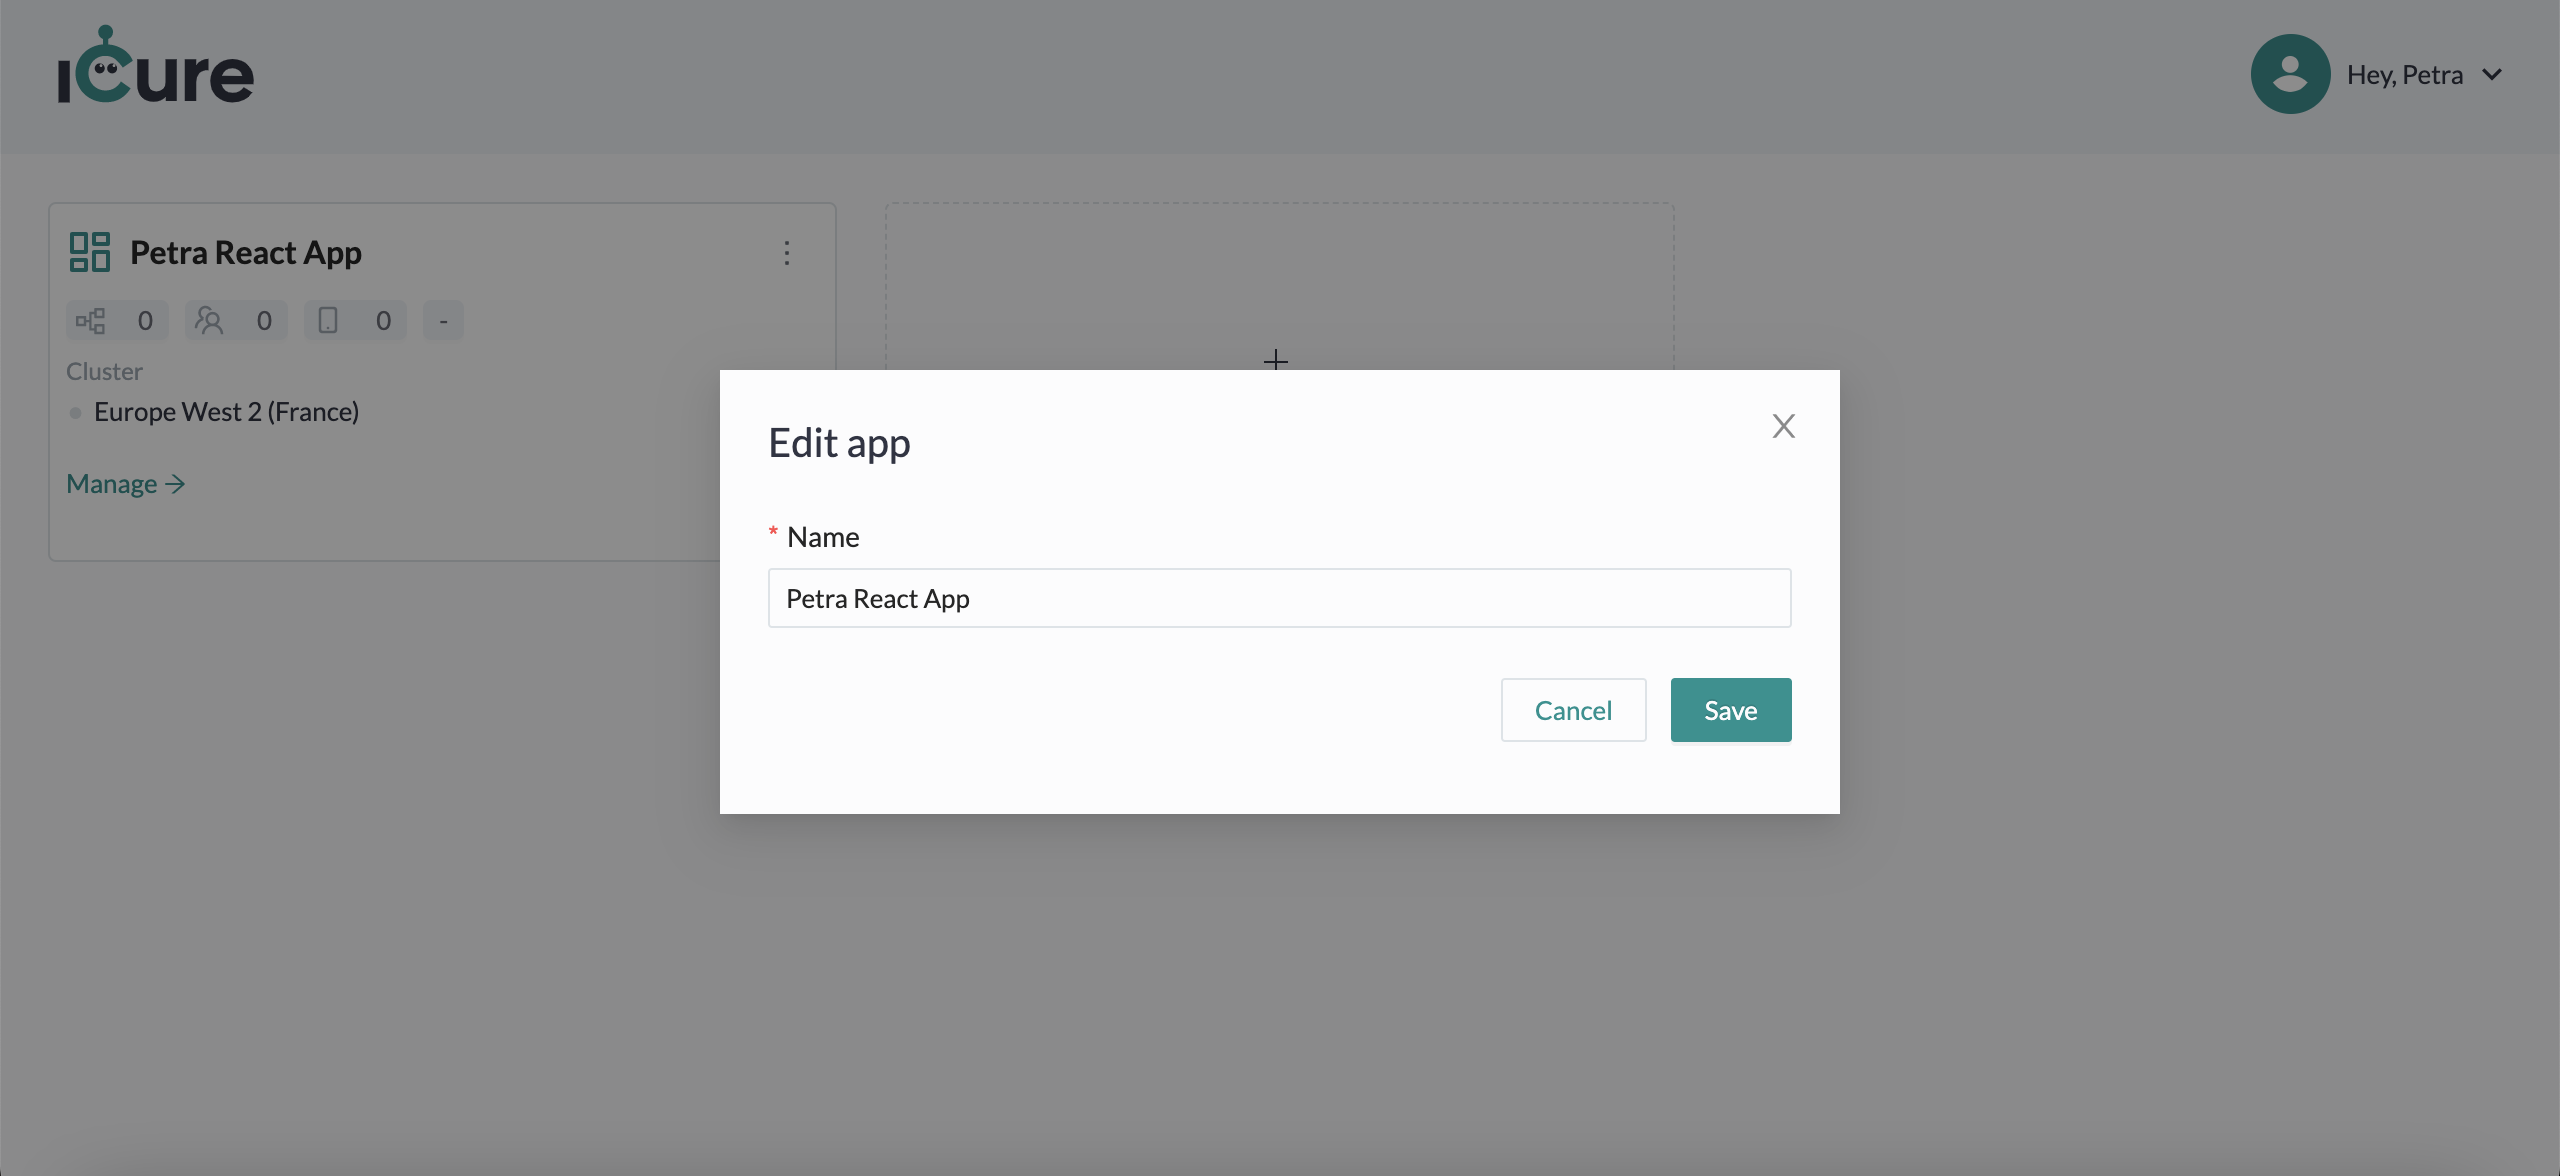 iCure
Hey, Petra
Petra React App
0 0 0 -
Cluster
Europe West 2 (France)
Manage →
Edit app
* Name
Petra React App
Cancel Save